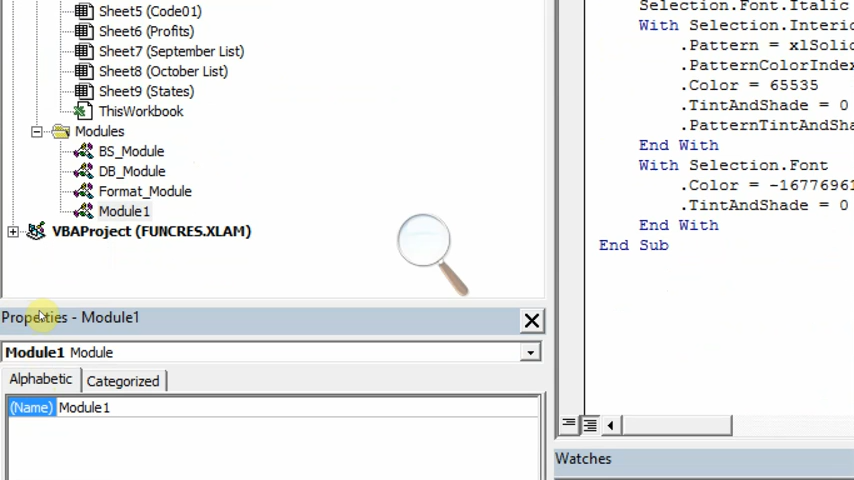 Sheet5 (Code01)
Sheet6 (Profits)
Sheet7 (September List)
Sheet8 (October List)
Sheet9 (States)
ThisWorkbook
Modules
BS_Module
DB_Module
Format_Module
Module1
VBAProject (FUNCRES.XLAM)
Properties - Module1
Module1 Module
Alphabetic
Categorized
(Name) Module1
Selection.Font.Italic
With Selection.Interio
.Pattern = xlSolid
.PatternColorIndex
.Color = 65535
.TintAndShade = 0
.PatternTintAndSha
End With
With Selection.Font
.Color = -16776961
.TintAndShade = 0
End With
End Sub
Watches